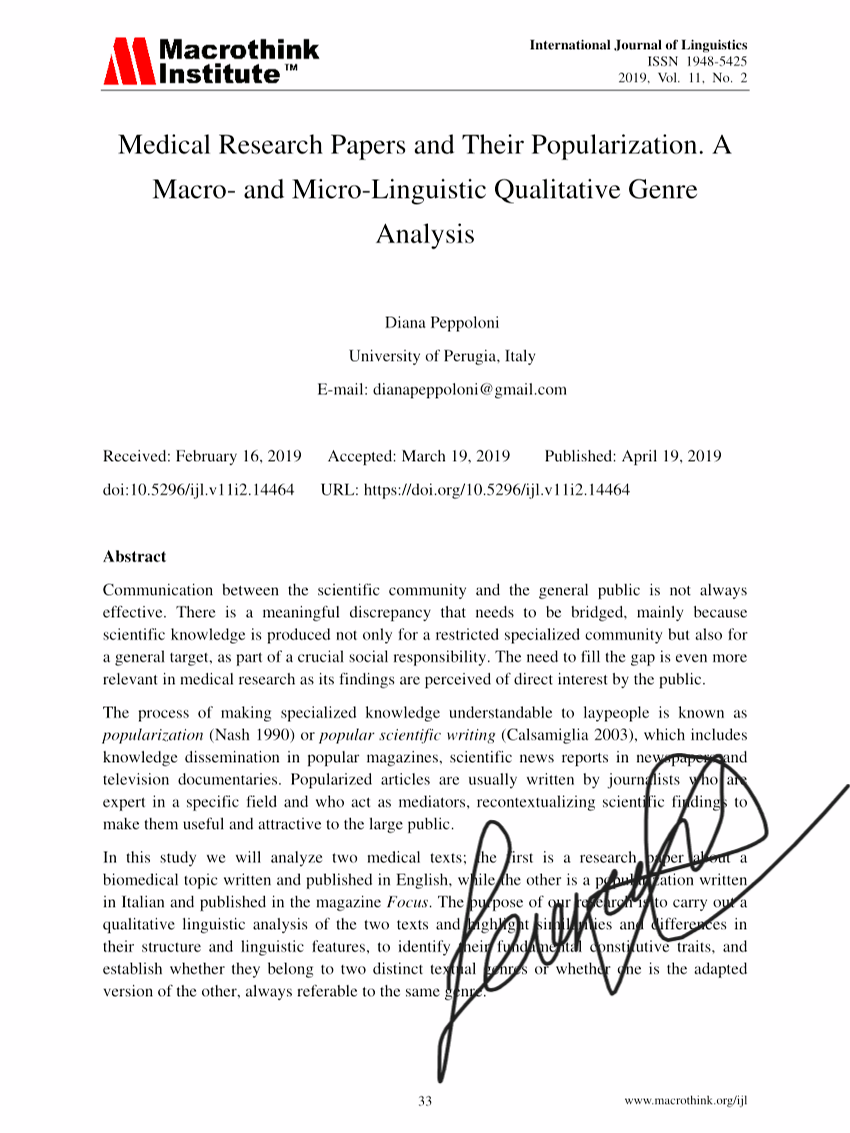 Macrothink
Institute™
International Journal of Linguistics
ISSN 1948-5425
2019, Vol. 11, No. 2
Medical Research Papers and Their Popularization. A
Macro- and Micro-Linguistic Qualitative Genre
Analysis
Diana Peppoloni
University of Perugia, Italy
E-mail: dianapeppoloni@gmail.com
Received: February 16, 2019 Accepted: March 19, 2019 Published: April 19, 2019
doi:10.5296/ijl.v11i2.14464 URL: https://doi.org/10.5296/ijl.v11i2.14464
Abstract
Communication between the scientific community and the general public is not always
effective. There is a meaningful discrepancy that needs to be bridged, mainly because
scientific knowledge is produced not only for a restricted specialized community but also for
a general target, as part of a crucial social responsibility. The need to fill the gap is even more
relevant in medical research as its findings are perceived of direct interest by the public.
The process of making specialized knowledge understandable to laypeople is known as
popularization (Nash 1990) or popular scientific writing (Calsamiglia 2003), which includes
knowledge dissemination in popular magazines, scientific news reports in newspapers and
television documentaries. Popularized articles are usually written by journalists who are
expert in a specific field and who act as mediators, recontextualizing scientific findings to
make them useful and attractive to the large public.
In this study we will analyze two medical texts; the first is a research paper about a
biomedical topic written and published in English, while the other is a popularization written
in Italian and published in the magazine Focus. The purpose of our research is to carry out a
qualitative linguistic analysis of the two texts and highlight similarities and differences in
their structure and linguistic features, to identify their fundamental constitutive traits, and
establish whether they belong to two distinct textual genres or whether one is the adapted
version of the other, always referable to the same genre.
33
www.macrothink.org/ijl